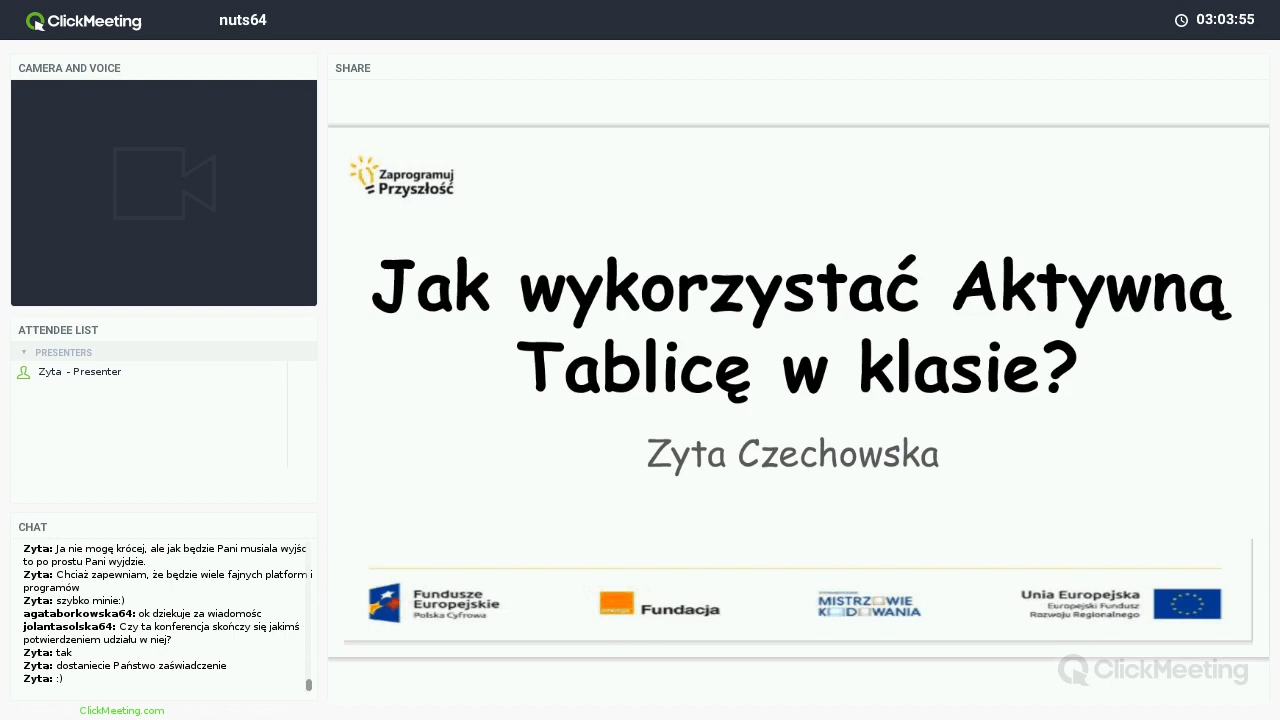 ClickMeeting
nuts64
03:03:55
CAMERA AND VOICE
ATTENDEE LIST
PRESENTERS
Zyta - Presenter
CHAT
Zyta: Ja nie mogę krócej, ale jak będzie Pani musiala wyjśc
to po prostu Pani wyjdzie.
Zyta: Chciaż zapewniam, że będzie wiele fajnych platform i
programów
Zyta: szybko minie:)
agataborkowska64: ok dziekuje za wiadomośc
jolantasolska64: Czy ta konferencja skończy się jakimś
potwierdzeniem udziału w niej?
Zyta: tak
Zyta: dostaniecie Państwo zaświadczenie
Zyta: :)
ClickMeeting.com
SHARE
Zaprogramuj
Przyszłość
Jak wykorzystać Aktywną
Tablicę w klasie?
Zyta Czechowska
Fundusze
Europejskie
Polska Cyfrowa
Fundacja
MISTRZOWIE
KODOWANIA
Unia Europejska
Europejski Fundusz
Rozwoju Regionalnego
ClickMeeting